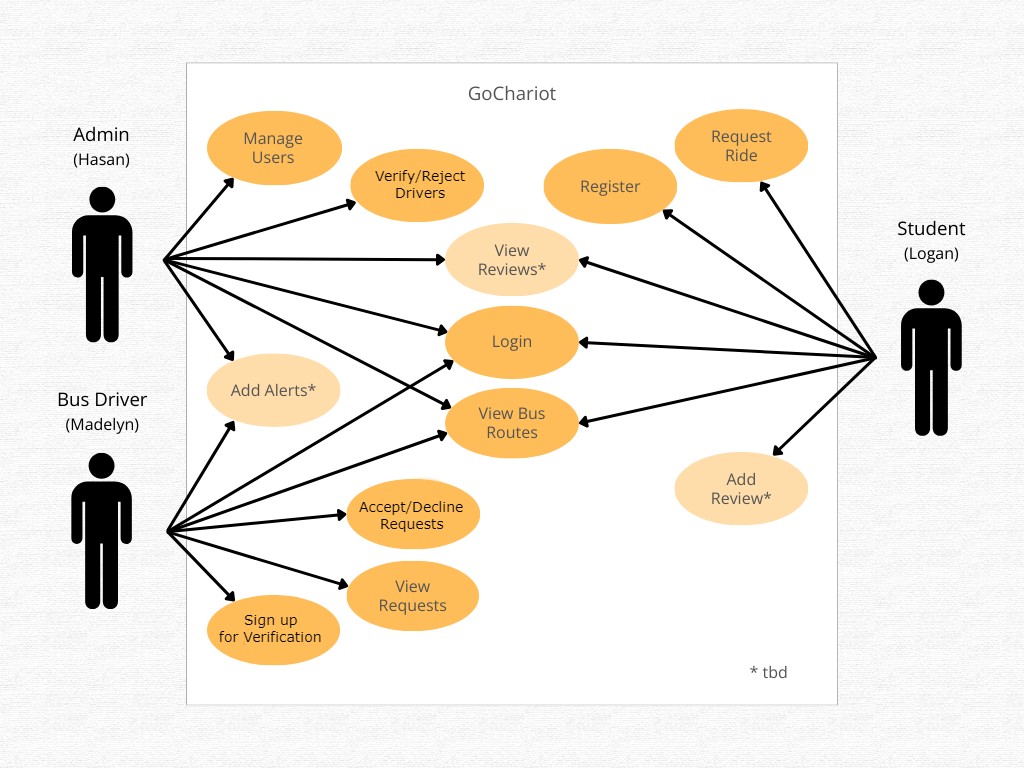 GoChariot
Admin
(Hasan)
Manage
Users
Verify/Reject
Drivers
Register
Request
Ride
Student
(Logan)
View
Reviews*
Login
Add Alerts*
Bus Driver
(Madelyn)
View Bus
Routes
Add
Review*
Accept/Decline
Requests
View
Requests
Sign up
for Verification
* tbd